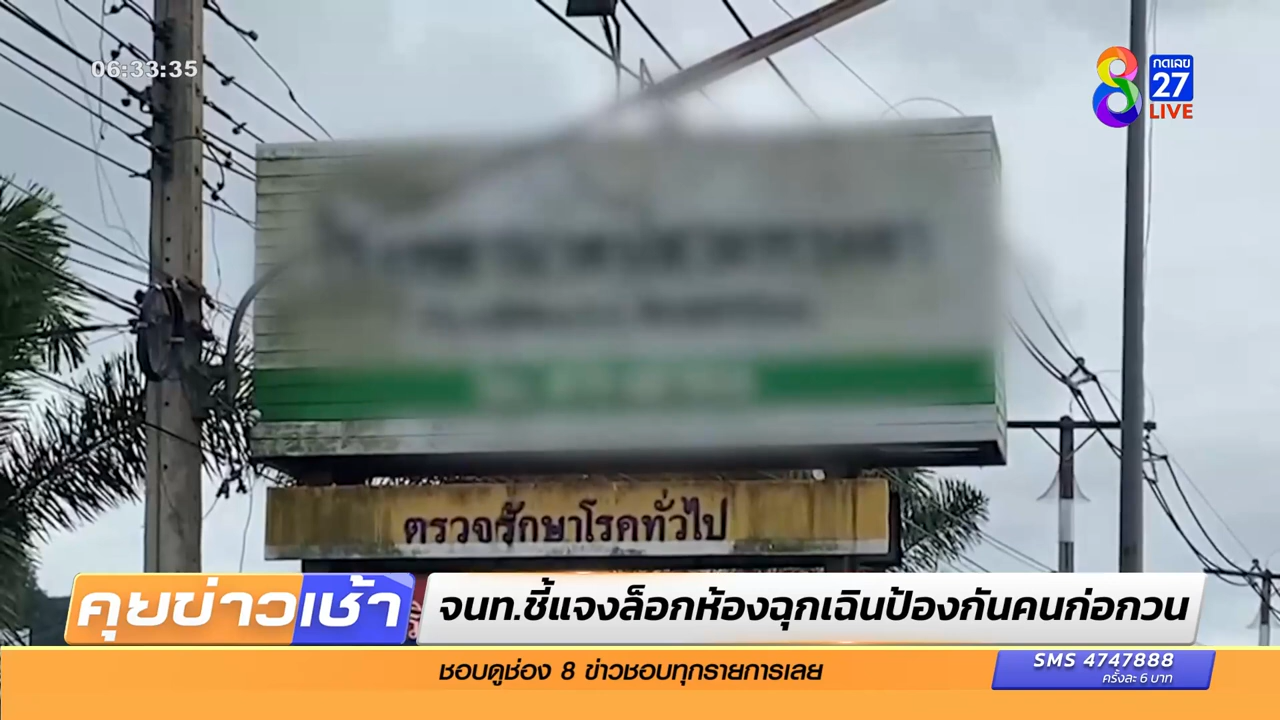 06:33:35
8 กดเลข
27
LIVE
ตรวจรักษาโรคทั่วไป
คุยข่าวเช้า
จนท.ชี้แจงล็อกห้องฉุกเฉินป้องกันคนก่อกวน
ชอบดูช่อง 8 ข่าวชอบทุกรายการเลย
SMS 4747888
ครั้งละ 6 บาท